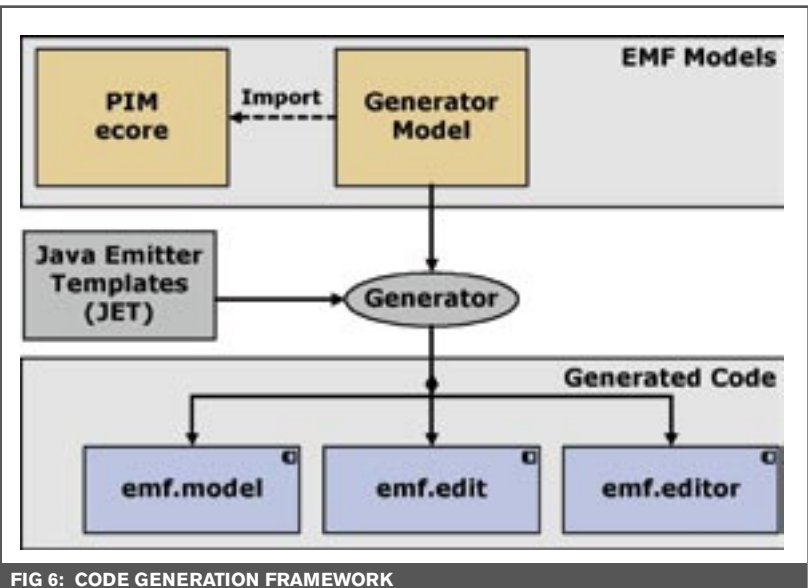 EMF Models
PIM
ecore
Import
Generator
Model
Java Emitter
Templates
(JET)
Generator
Generated Code
emf.model
emf.edit
emf.editor
FIG 6: CODE GENERATION FRAMEWORK